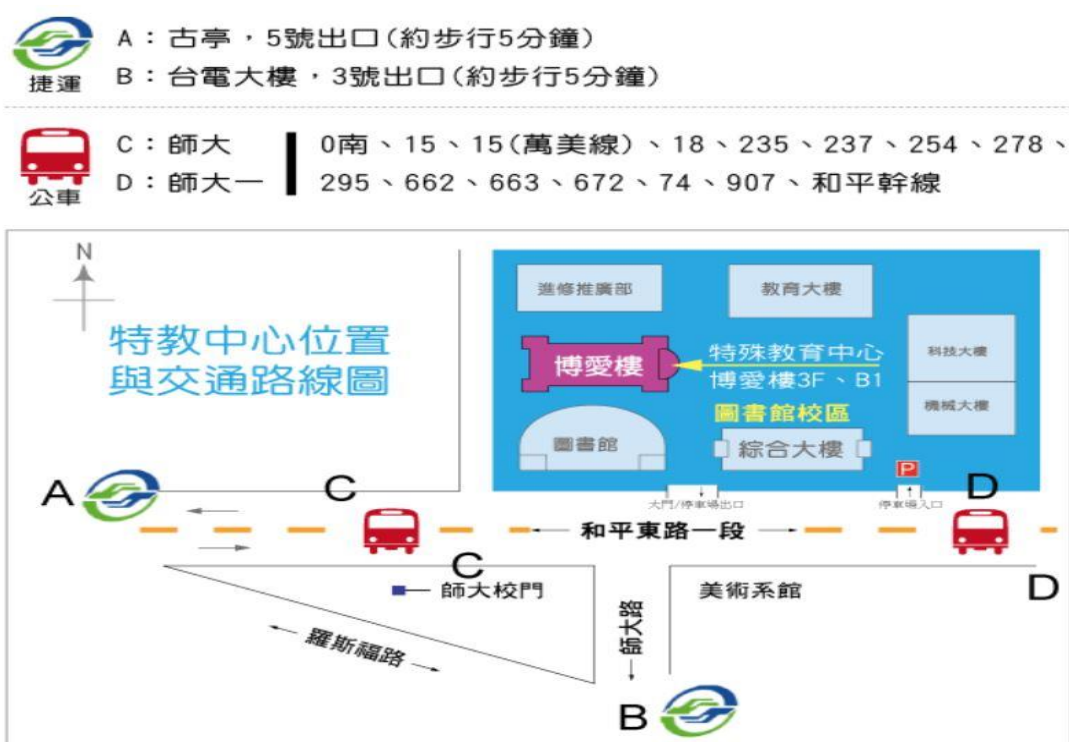 A：古亭，5號出口(約步行5分鐘)
B：台電大樓，3號出口(約步行5分鐘)
捷運
C：師大
D：師大一
0南、15、15(萬美線)、18、235、237、254、278、
295、662、663、672、74、907、和平幹線
公車
N
特教中心位置
與交通路線圖
進修推廣部
教育大樓
博愛樓
特殊教育中心
博愛樓3F、B1
科技大樓
機械大樓
圖書館校區
圖書館
綜合大樓
P
A
C
大門/停車場出口
停車場入口
D
和平東路一段
C
師大校門
美術系館
D
羅斯福路
師大路
B